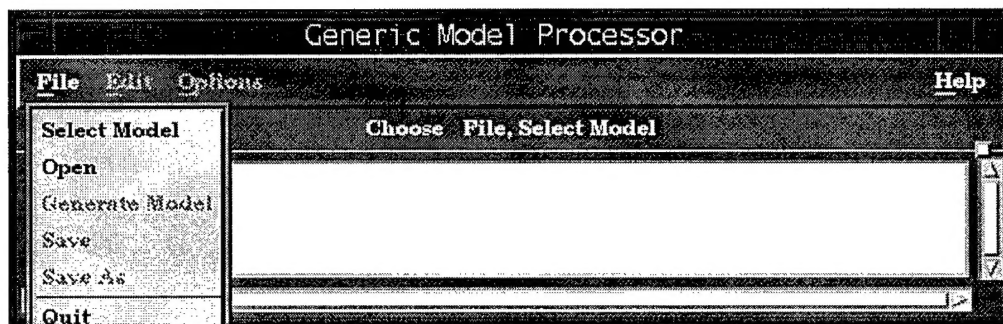 Generic Model Processor
File Edit Options Help
Choose File, Select Model
Select Model
Open
Generate Model
Save
Save As
Quit